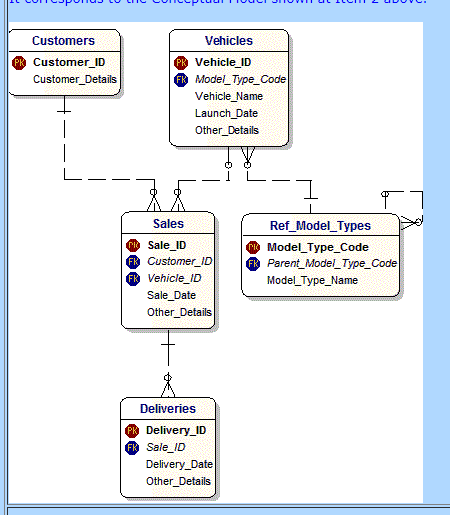 It corresponds to the Conceptual Model shown at Item 2 above.
Customers
PK Customer_ID
Customer_Details
Vehicles
PK Vehicle_ID
FK Model_Type_Code
Vehicle_Name
Launch_Date
Other_Details
Sales
PK Sale_ID
FK Customer_ID
FK Vehicle_ID
Sale_Date
Other_Details
Ref_Model_Types
PK Model_Type_Code
FK Parent_Model_Type_Code
Model_Type_Name
Deliveries
PK Delivery_ID
FK Sale_ID
Delivery_Date
Other_Details